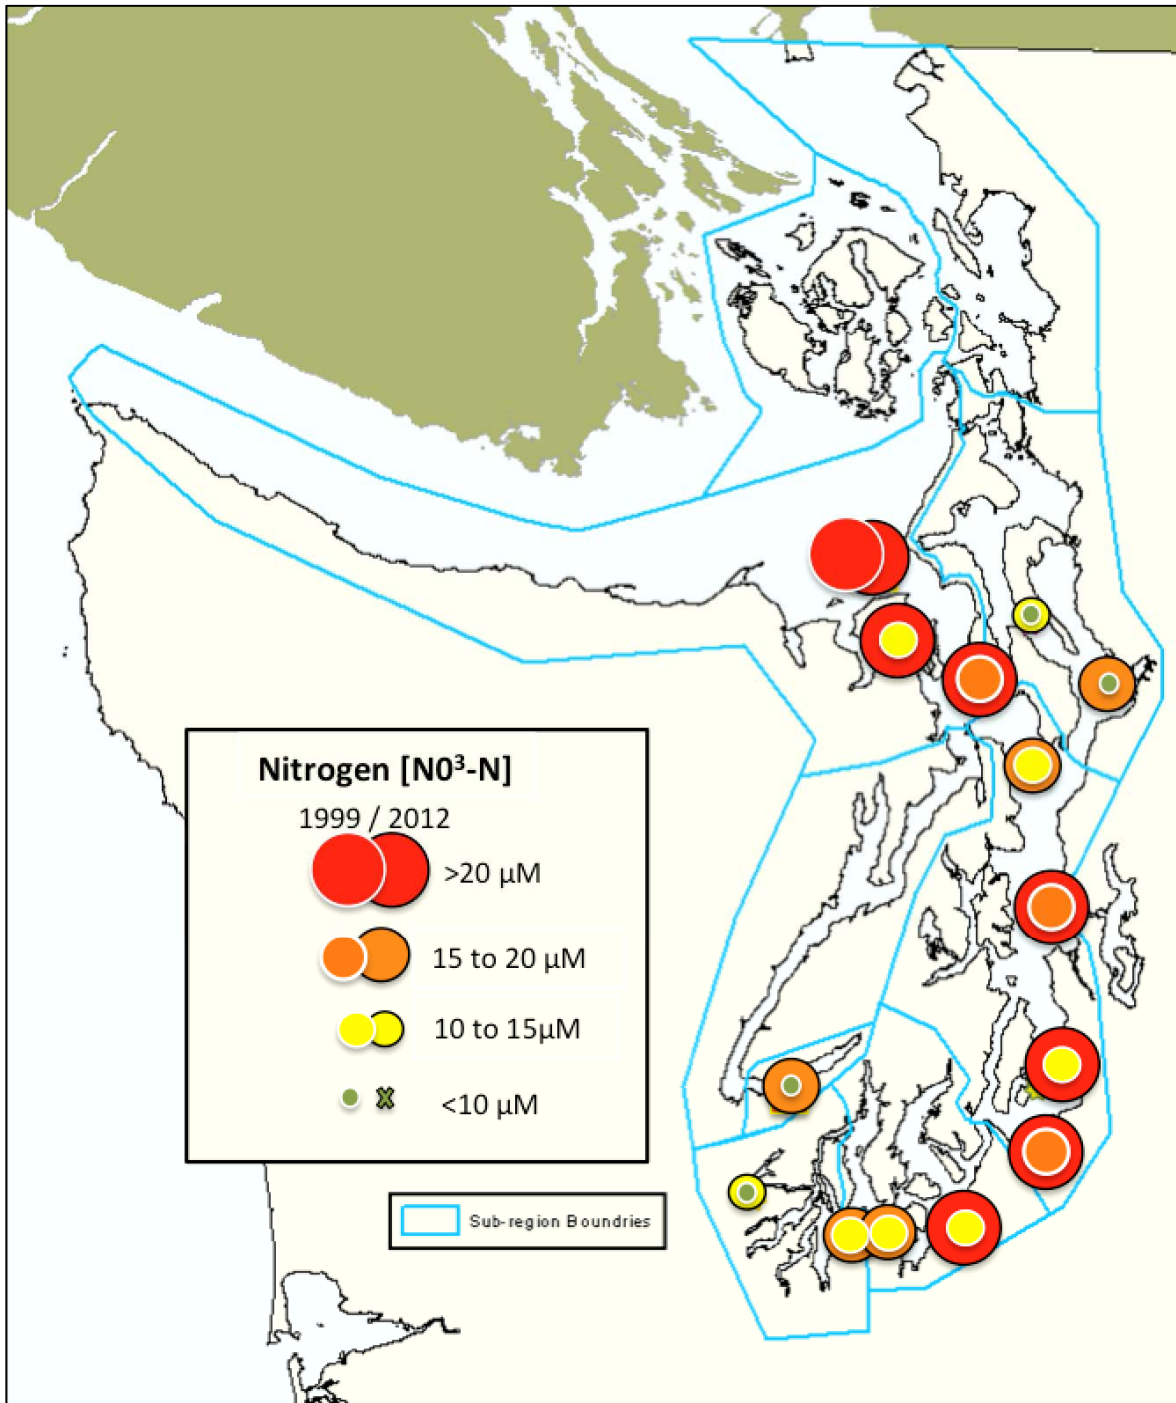 Nitrogen [N0³-N]
1999 / 2012
>20 µM
15 to 20 µM
10 to 15µM
<10 µM
Sub-region Boundries